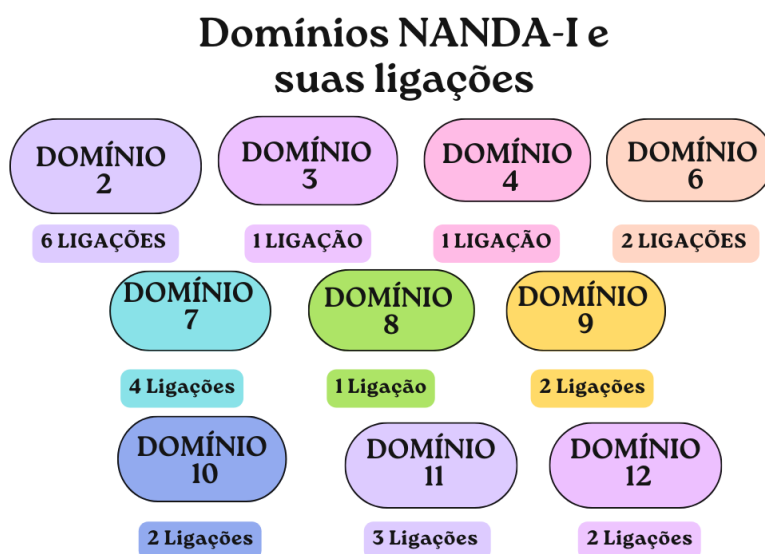 Domínios NANDA-I e
suas ligações
DOMÍNIO
2
DOMÍNIO
3
DOMÍNIO
4
DOMÍNIO
6
6 LIGAÇÕES
1 LIGAÇÃO
1 LIGAÇÃO
2 LIGAÇÕES
DOMÍNIO
7
DOMÍNIO
8
DOMÍNIO
9
4 Ligações
1 Ligação
2 Ligações
DOMÍNIO
10
DOMÍNIO
11
DOMÍNIO
12
2 Ligações
3 Ligações
2 Ligações